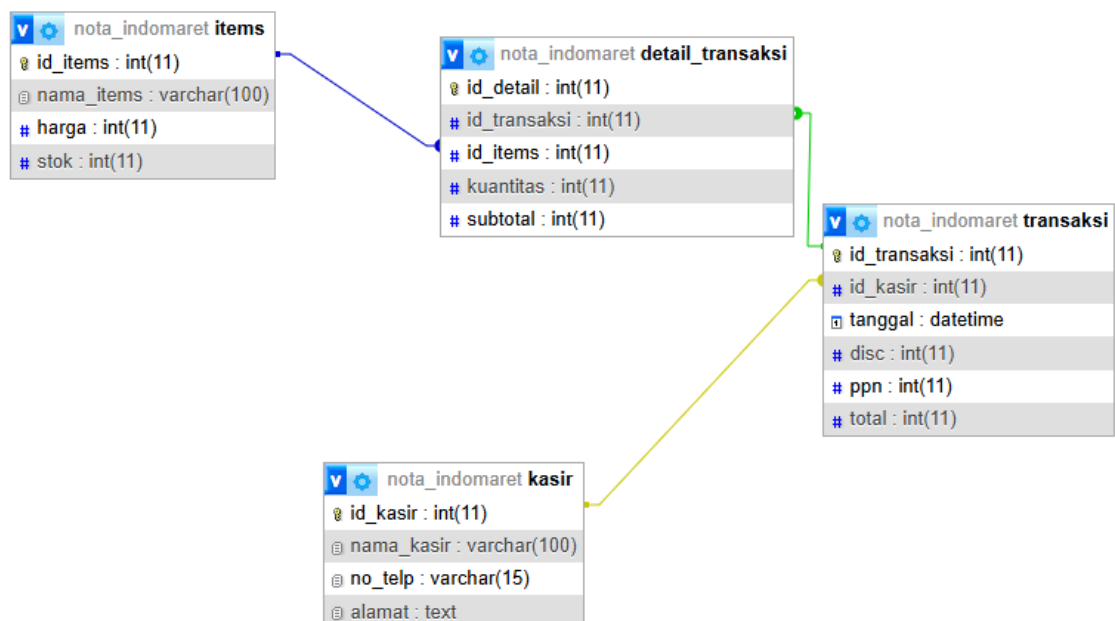 nota_indomaret items
id_items : int(11)
nama_items : varchar(100)
harga : int(11)
stok : int(11)
nota_indomaret detail_transaksi
id_detail : int(11)
id_transaksi : int(11)
id_items : int(11)
kuantitas : int(11)
subtotal : int(11)
nota_indomaret transaksi
id_transaksi : int(11)
id_kasir : int(11)
tanggal : datetime
disc : int(11)
ppn : int(11)
total : int(11)
nota_indomaret kasir
id_kasir : int(11)
nama_kasir : varchar(100)
no_telp : varchar(15)
alamat : text